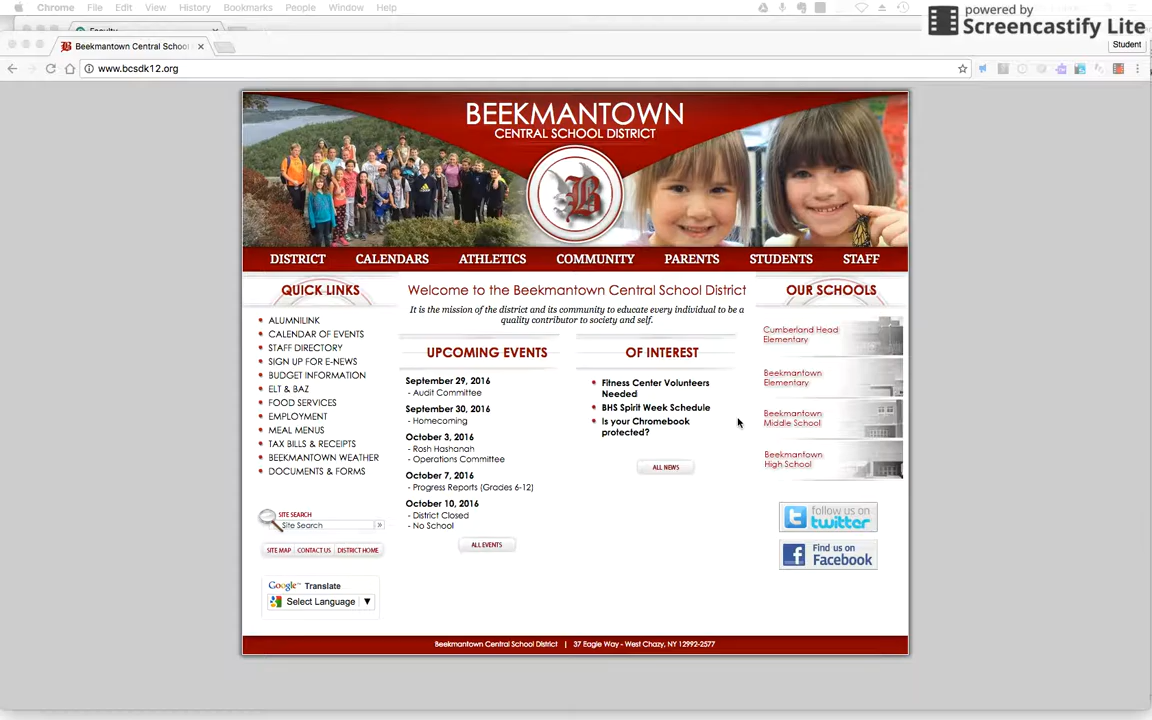 Chrome File Edit View History Bookmarks People Window Help
powered by
Screencastify Lite
Faculty
Beekmantown Central School
Student
www.bcsdk12.org
BEEKMANTOWN
CENTRAL SCHOOL DISTRICT
B
DISTRICT CALENDARS ATHLETICS COMMUNITY PARENTS STUDENTS STAFF
QUICK LINKS
ALUMNILINK
CALENDAR OF EVENTS
STAFF DIRECTORY
SIGN UP FOR E-NEWS
BUDGET INFORMATION
ELT & BAZ
FOOD SERVICES
EMPLOYMENT
MEAL MENUS
TAX BILLS & RECEIPTS
BEEKMANTOWN WEATHER
DOCUMENTS & FORMS
SITE SEARCH
Site Search »
SITE MAP | CONTACT US | DISTRICT HOME
Google™ Translate
Select Language ▼
Welcome to the Beekmantown Central School District
It is the mission of the district and its community to educate every individual to be a
quality contributor to society and self.
UPCOMING EVENTS
September 29, 2016
- Audit Committee
September 30, 2016
- Homecoming
October 3, 2016
- Rosh Hashanah
- Operations Committee
October 7, 2016
- Progress Reports (Grades 6-12)
October 10, 2016
- District Closed
- No School
ALL EVENTS
OF INTEREST
Fitness Center Volunteers
Needed
BHS Spirit Week Schedule
Is your Chromebook
protected?
ALL NEWS
OUR SCHOOLS
Cumberland Head
Elementary
Beekmantown
Elementary
Beekmantown
Middle School
Beekmantown
High School
follow us on
twitter
Find us on
Facebook
Beekmantown Central School District | 37 Eagle Way - West Chazy, NY 12992-2577